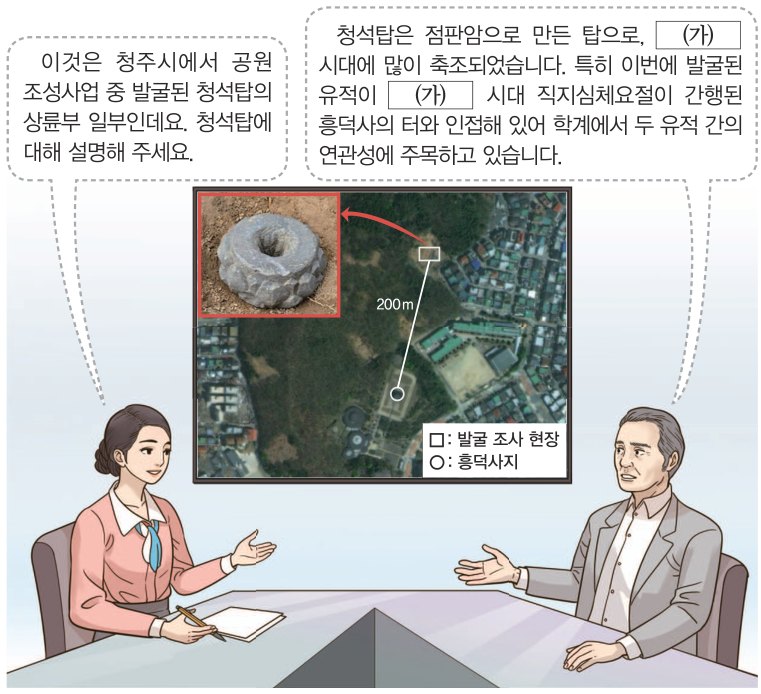 이것은 청주시에서 공원
조성사업 중 발굴된 청석탑의
상륜부 일부인데요. 청석탑에
대해 설명해 주세요.
청석탑은 점판암으로 만든 탑으로, (가)
시대에 많이 축조되었습니다. 특히 이번에 발굴된
유적이 (가) 시대 직지심체요절이 간행된
흥덕사의 터와 인접해 있어 학계에서 두 유적 간의
연관성에 주목하고 있습니다.
200m
□: 발굴 조사 현장
○: 흥덕사지